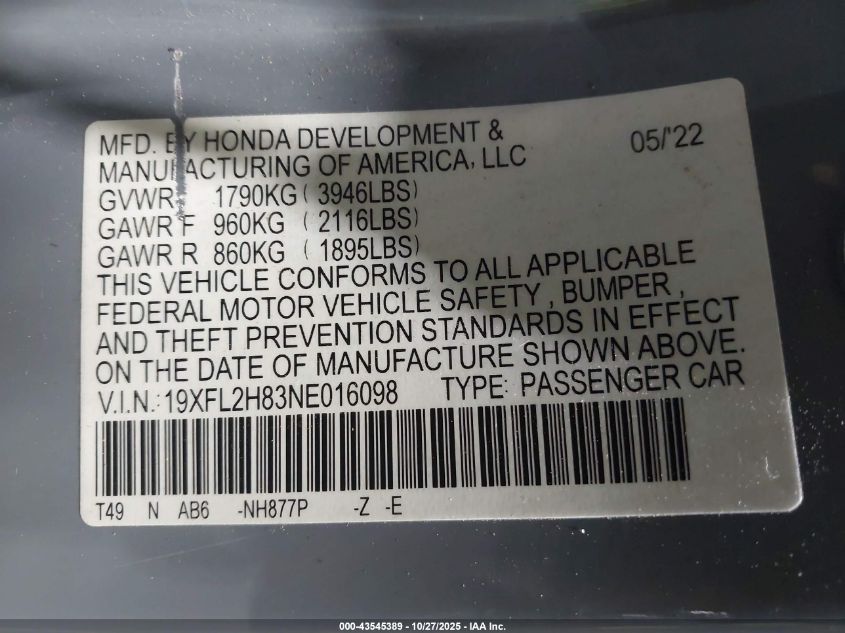 MFD. BY HONDA DEVELOPMENT & 05/'22
MANUFACTURING OF AMERICA, LLC
GVWR 1790KG ( 3946LBS )
GAWR F 960KG ( 2116LBS )
GAWR R 860KG ( 1895LBS )
THIS VEHICLE CONFORMS TO ALL APPLICABLE
FEDERAL MOTOR VEHICLE SAFETY , BUMPER ,
AND THEFT PREVENTION STANDARDS IN EFFECT
ON THE DATE OF MANUFACTURE SHOWN ABOVE.
V.I.N.: 19XFL2H83NE016098 TYPE: PASSENGER CAR
T49 N AB6 -NH877P -Z -E
000-43545389 - 10/27/2025 - IAA Inc.